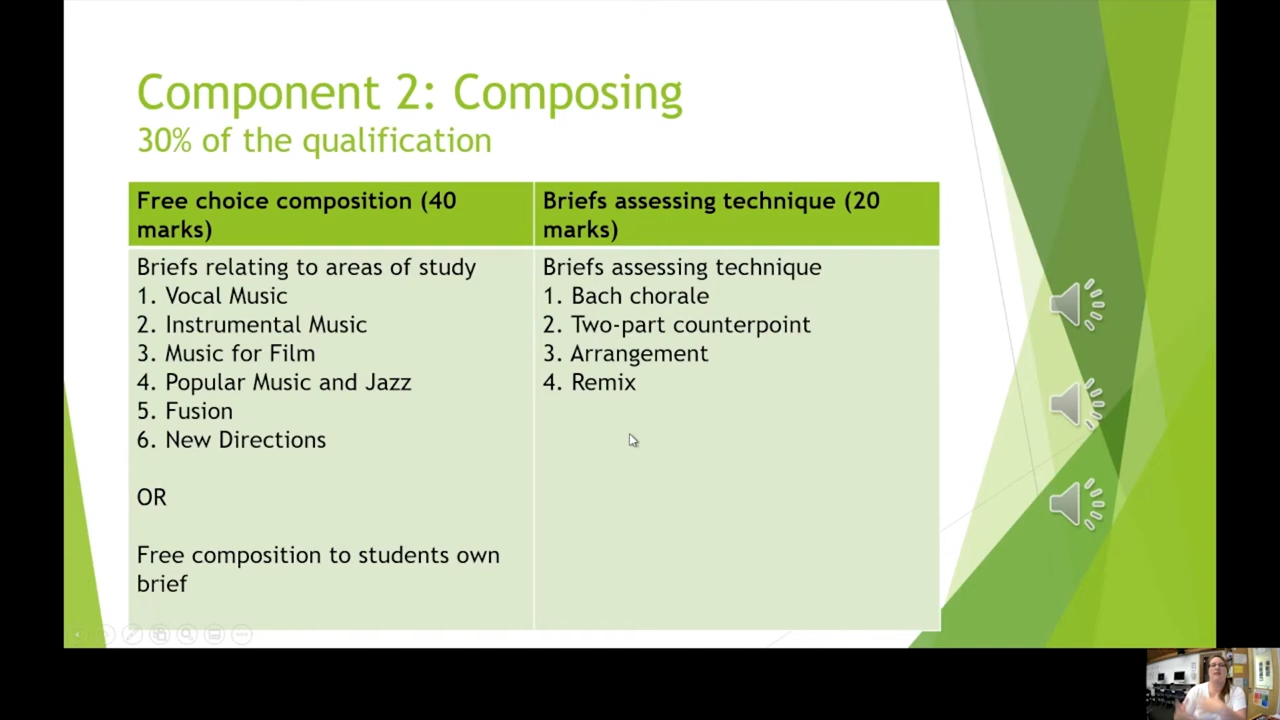 Component 2: Composing
30% of the qualification
Free choice composition (40
marks)
Briefs assessing technique (20
marks)
Briefs relating to areas of study
1. Vocal Music
2. Instrumental Music
3. Music for Film
4. Popular Music and Jazz
5. Fusion
6. New Directions
OR
Free composition to students own
brief
Briefs assessing technique
1. Bach chorale
2. Two-part counterpoint
3. Arrangement
4. Remix